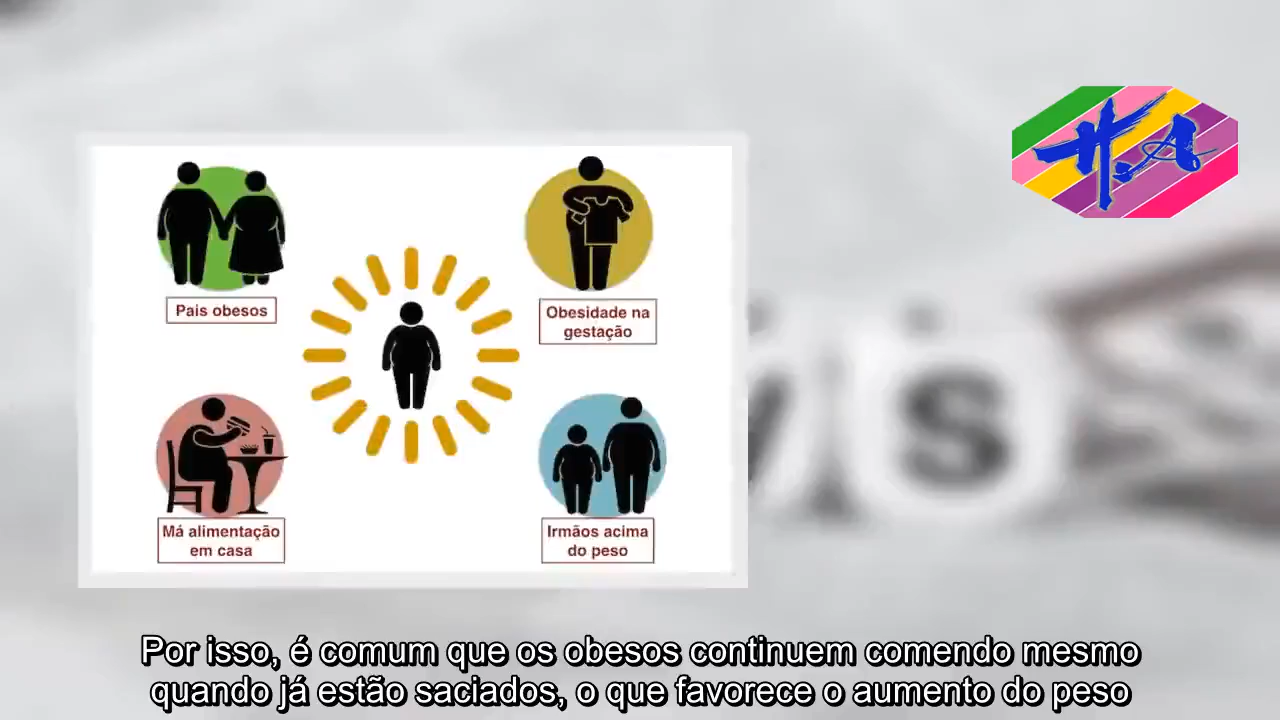 H.A
Pais obesos
Obesidade na
gestação
Má alimentação
em casa
Irmãos acima
do peso
s
Por isso, é comum que os obesos continuem comendo mesmo
quando já estão saciados, o que favorece o aumento do peso